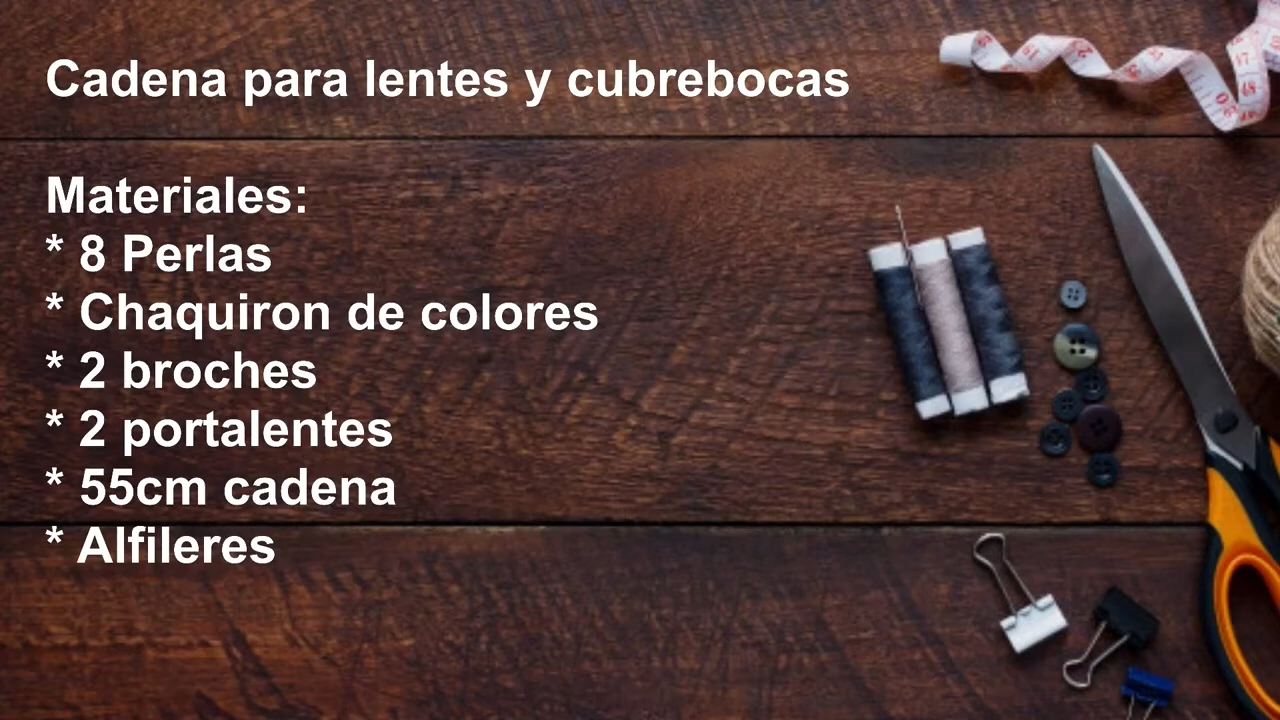 Cadena para lentes y cubrebocas
Materiales:
* 8 Perlas
* Chaquiron de colores
* 2 broches
* 2 portalentes
* 55cm cadena
* Alfileres